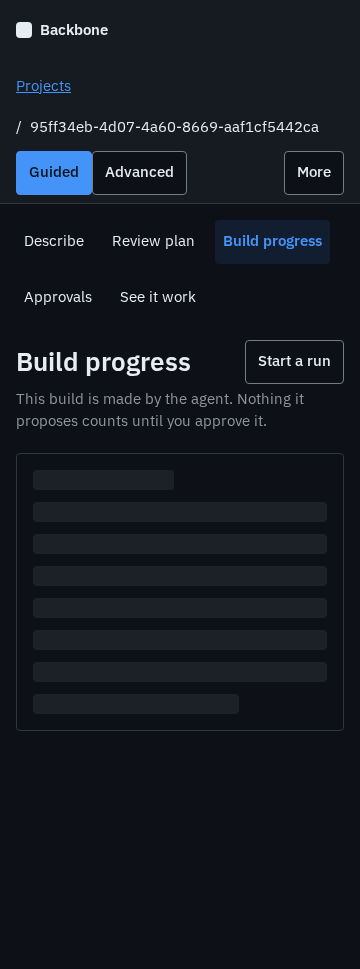 Backbone
Projects
/ 95ff34eb-4d07-4a60-8669-aaf1cf5442ca
Guided Advanced More
Describe Review plan Build progress
Approvals See it work
Build progress Start a run
This build is made by the agent. Nothing it
proposes counts until you approve it.